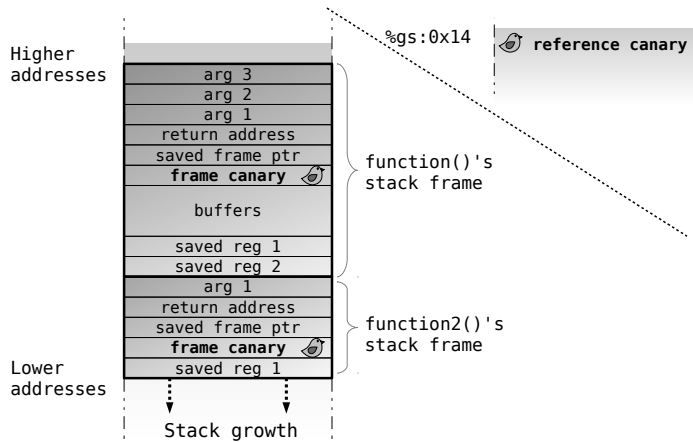 %gs:0x14
reference canary
Higher
addresses
arg 3
arg 2
arg 1
return address
saved frame ptr
frame canary
buffers
saved reg 1
saved reg 2
function()'s
stack frame
arg 1
return address
saved frame ptr
frame canary
saved reg 1
function2()'s
stack frame
Lower
addresses
Stack growth